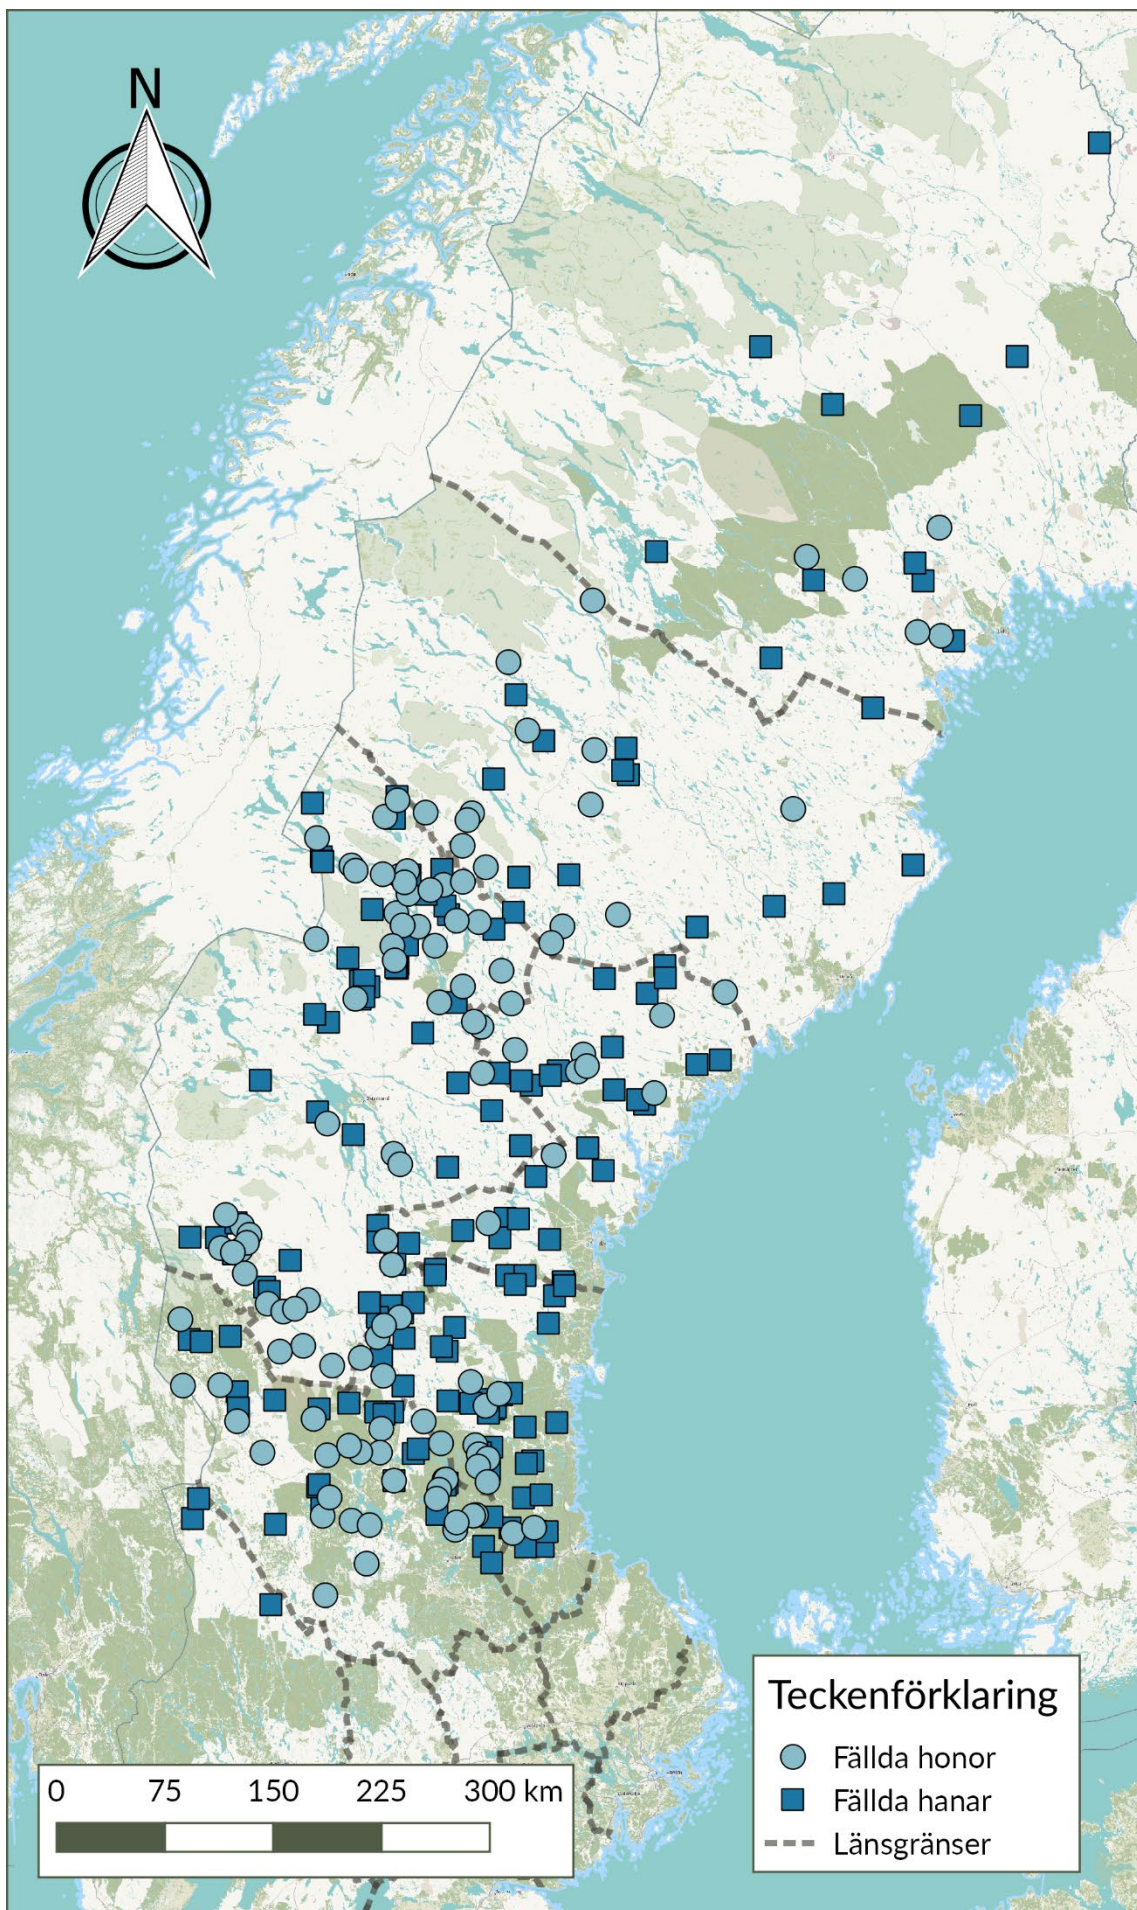 N
Teckenförklaring
Fällda honor
Fällda hanar
Länsgränser
0 75 150 225 300 km